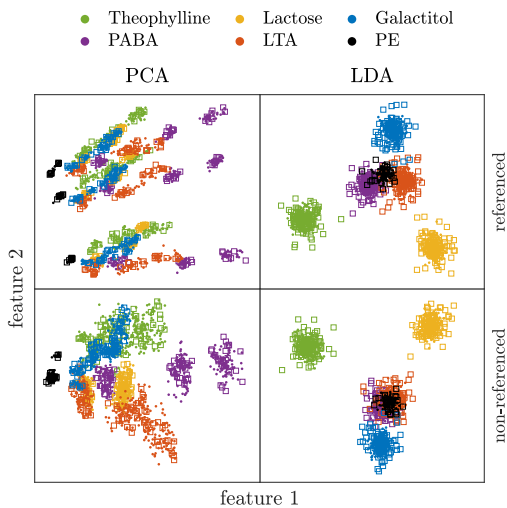 Theophylline Lactose Galactitol
PABA LTA PE
PCA LDA
feature 2
referenced
non-referenced
feature 1